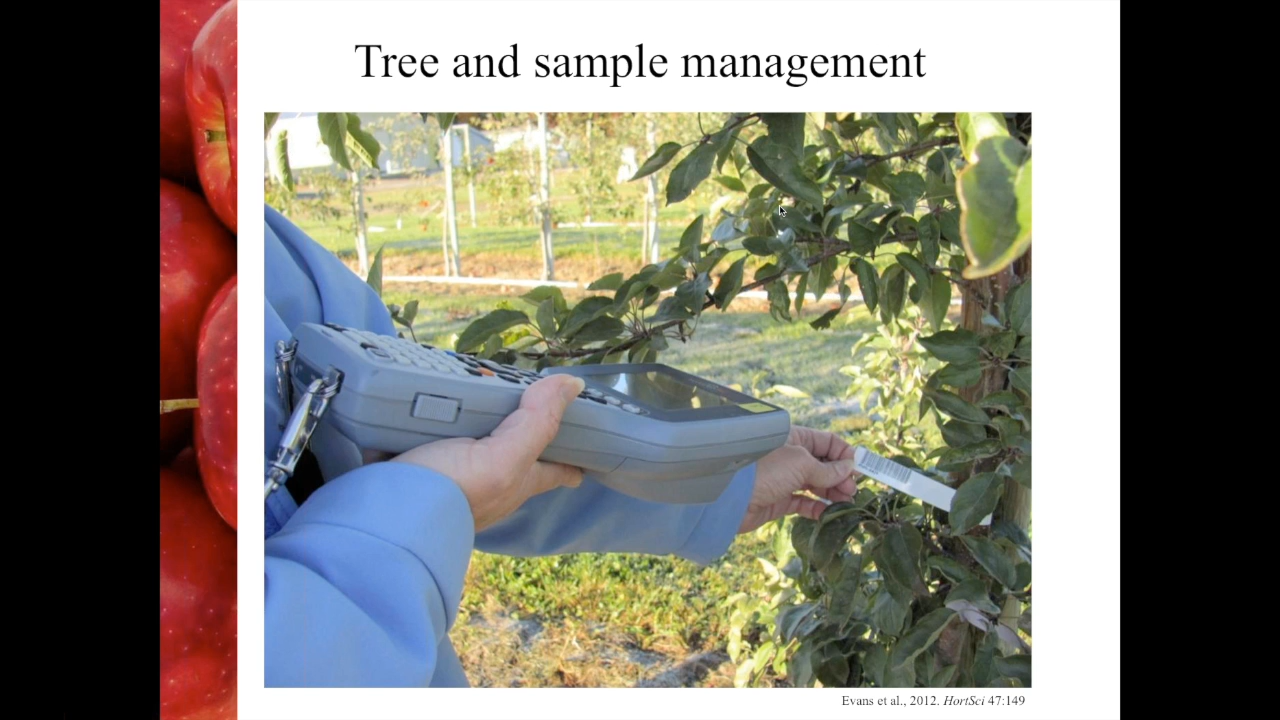 Tree and sample management
Evans et al., 2012. HortSci 47:149